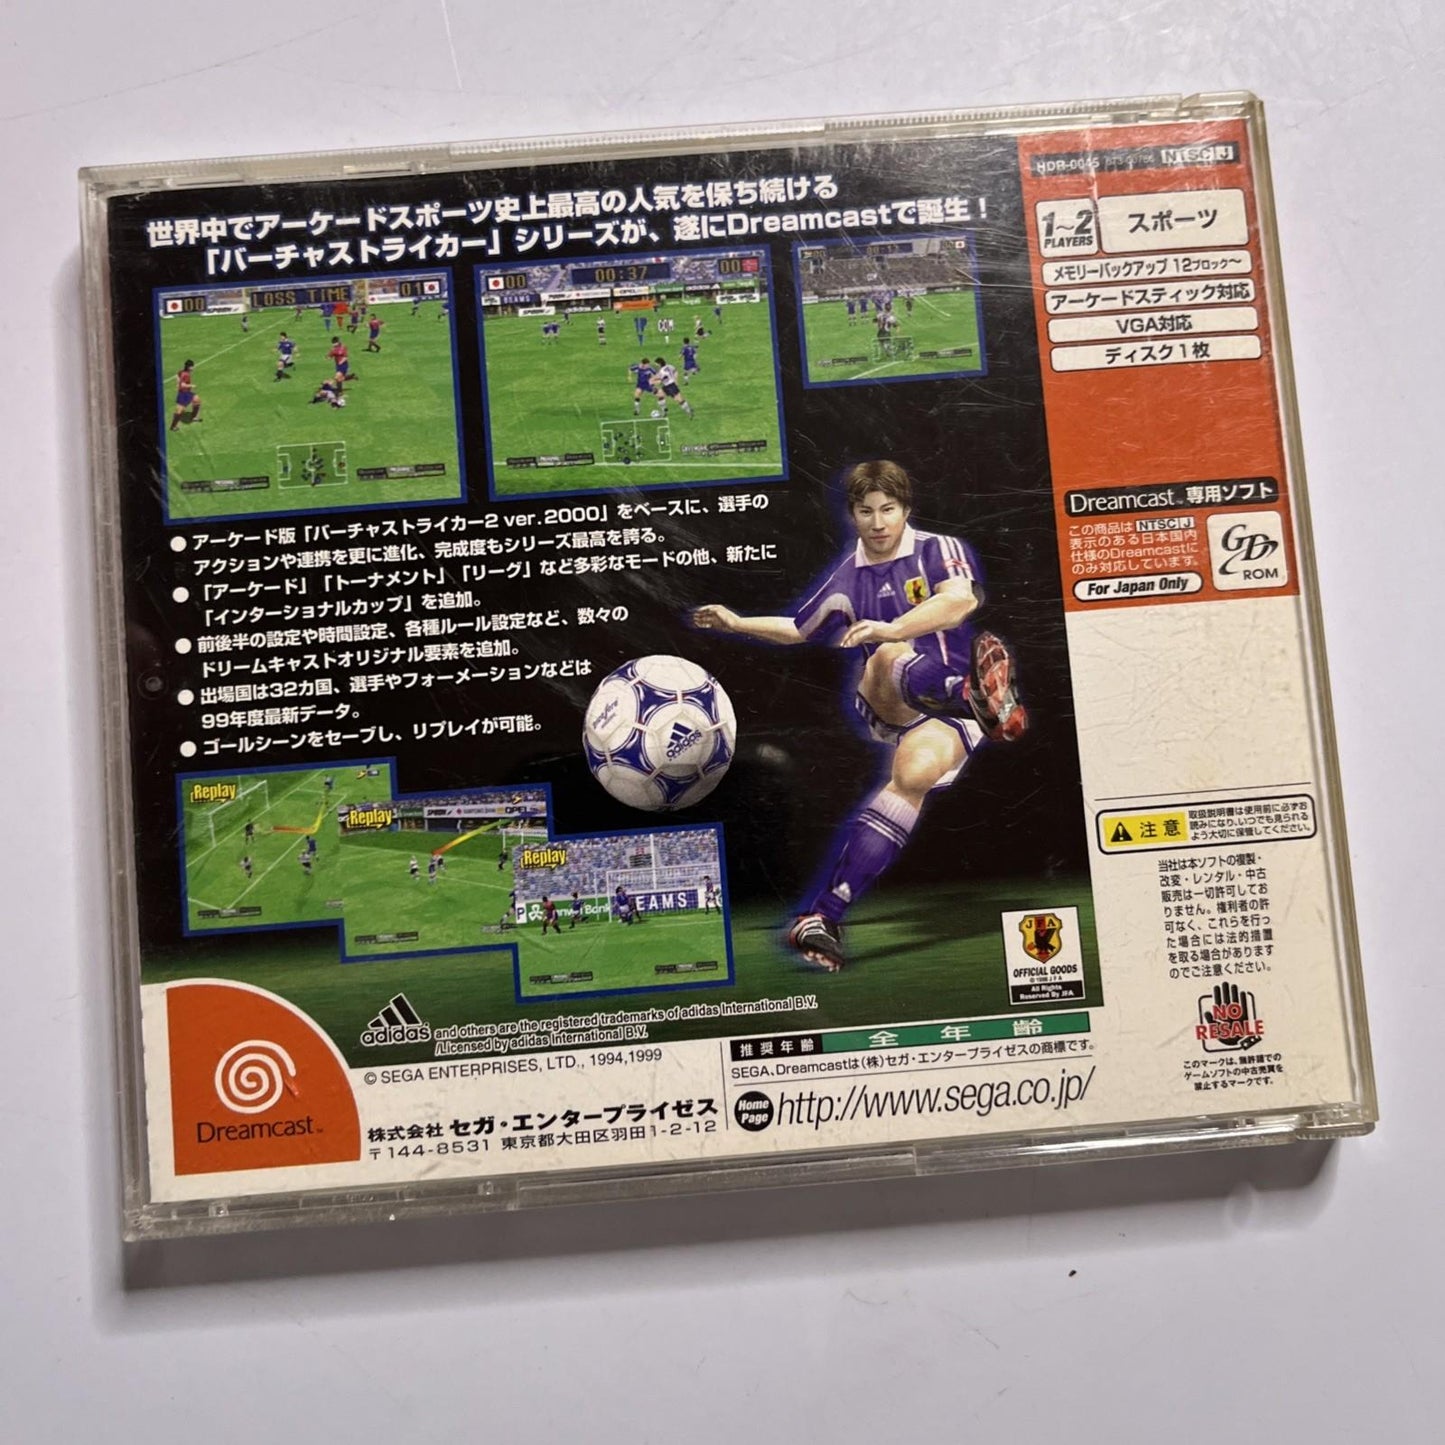 世界中でアーケードスポーツ史上最高の人気を保ち続ける
「バーチャストライカー」シリーズが、遂にDreamcastで誕生！
00 LOSS TIME 01
00 00:37 00
BEAMS
● アーケード版「バーチャストライカー2 ver.2000」をベースに、選手の
アクションや連携を更に進化、完成度もシリーズ最高を誇る。
● 「アーケード」「トーナメント」「リーグ」など多彩なモードの他、新たに
「インターショナルカップ」を追加。
● 前後半の設定や時間設定、各種ルール設定など、数々の
ドリームキャストオリジナル要素を追加。
● 出場国は32カ国、選手やフォーメーションなどは
99年度最新データ。
● ゴールシーンをセーブし、リプレイが可能。
adidas
Replay
Replay
OPEL
Replay
BEAMS
adidas and others are the registered trademarks of adidas International B.V.
/Licensed by adidas International B.V.
© SEGA ENTERPRISES, LTD., 1994,1999
Dreamcast™
株式会社 セガ・エンタープライゼス
〒144-8531 東京都大田区羽田1-2-12
JFA
OFFICIAL GOODS
© 1998 J F A
All Rights
Reserved By JFA
推奨年齢 全年齢
SEGA、Dreamcastは(株)セガ・エンタープライゼスの商標です。
Home Page http://www.sega.co.jp/
HDR-0045 NTSC J
1~2 PLAYERS
スポーツ
メモリーバックアップ 12ブロック～
アーケードスティック対応
VGA対応
ディスク1枚
Dreamcast™専用ソフト
この商品は NTSC J
表示のある日本国内
仕様のDreamcastに
のみ対応しています。
For Japan Only
GD ROM
注意
取扱説明書は使用前に必ずお
読みになり、いつでも見られる
よう大切に保管してください。
当社は本ソフトの複製・
改変・レンタル・中古
販売は一切許可してお
りません。権利者の許
可なく、これらを行っ
た場合には法的措置
を取る場合があります
のでご注意ください。
NO RESALE
このマークは、無許諾での
ゲームソフトの中古売買を
禁止するマークです。